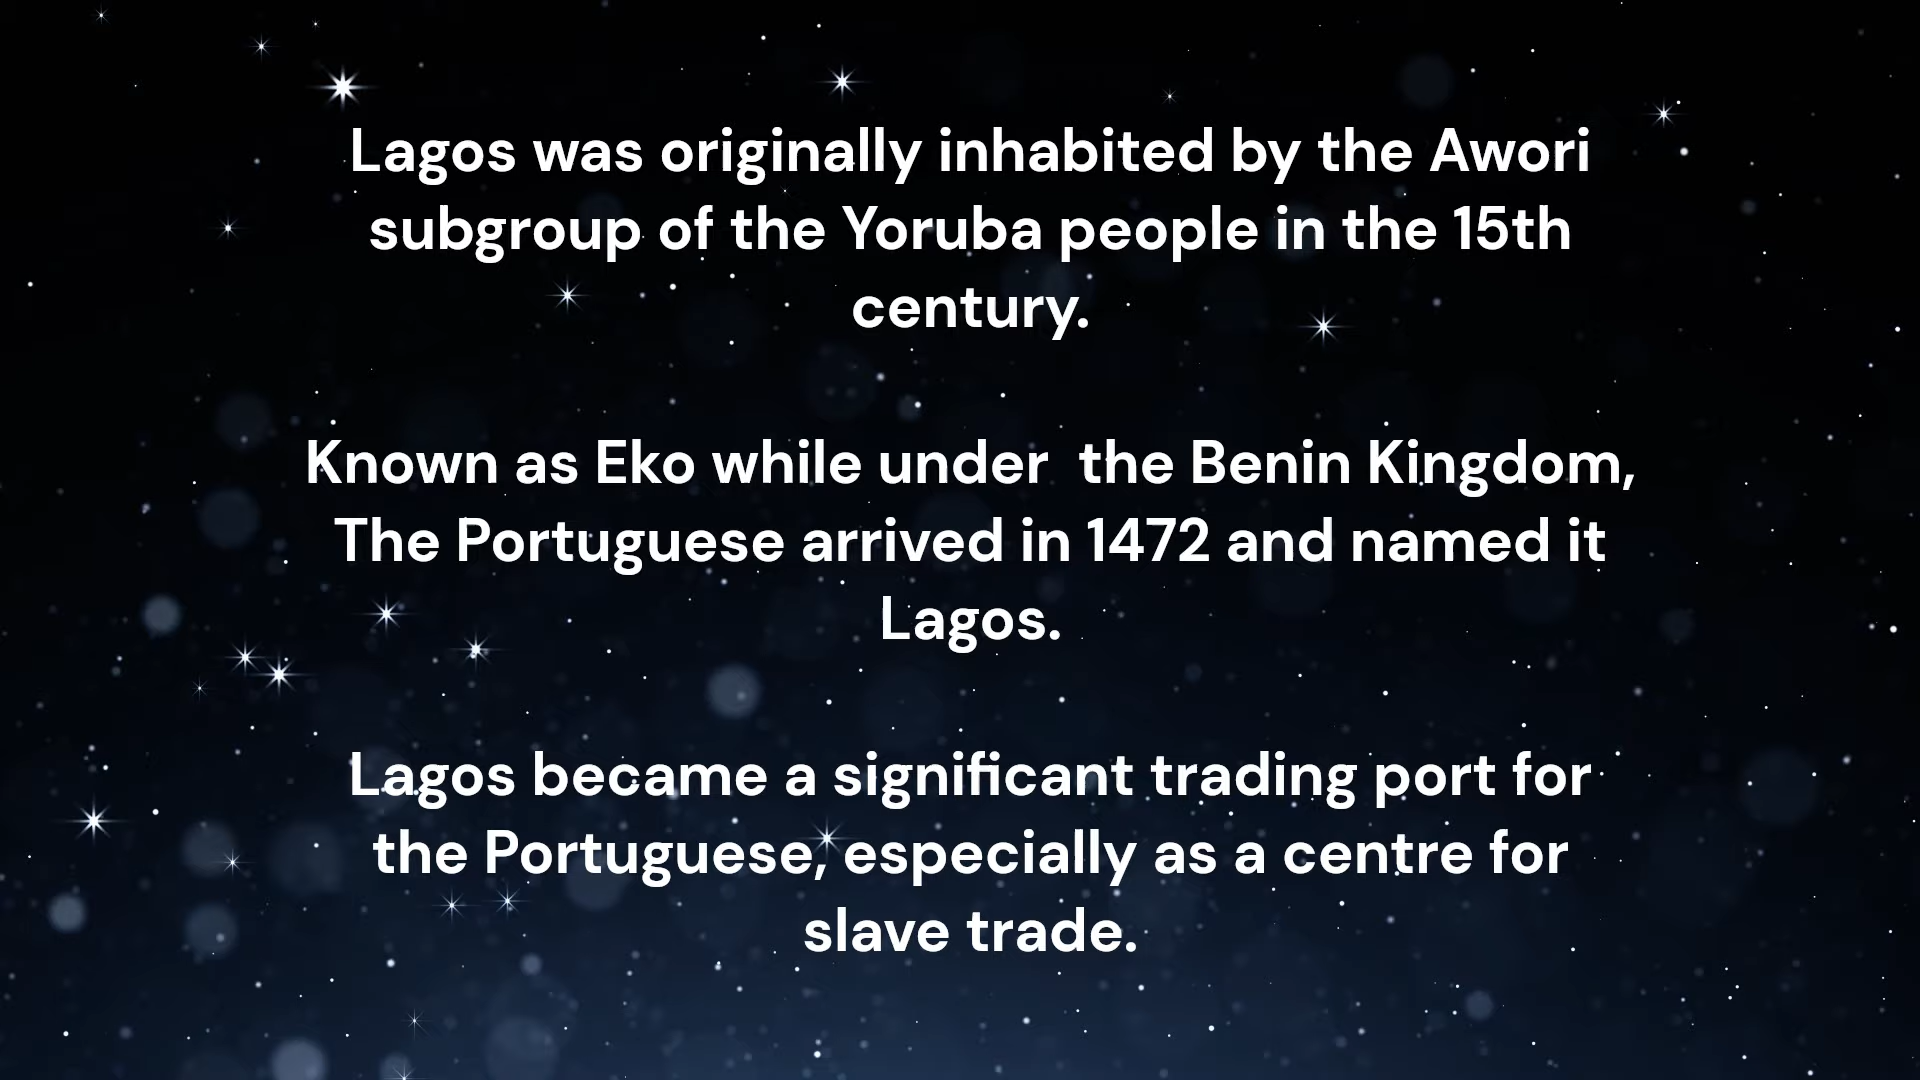 Lagos was originally inhabited by the Awori
subgroup of the Yoruba people in the 15th
century.
Known as Eko while under  the Benin Kingdom,
The Portuguese arrived in 1472 and named it
Lagos.
Lagos became a significant trading port for
the Portuguese, especially as a centre for
slave trade.